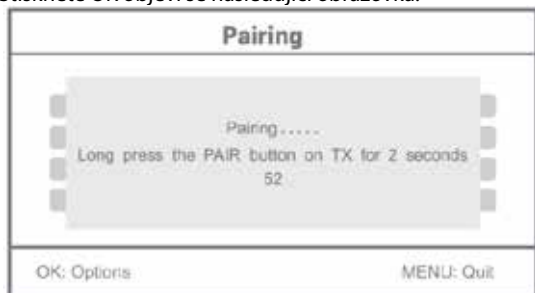 Pairing
Pairing.....
Long press the PAIR button on TX for 2 seconds
52
OK: Options
MENU: Quit